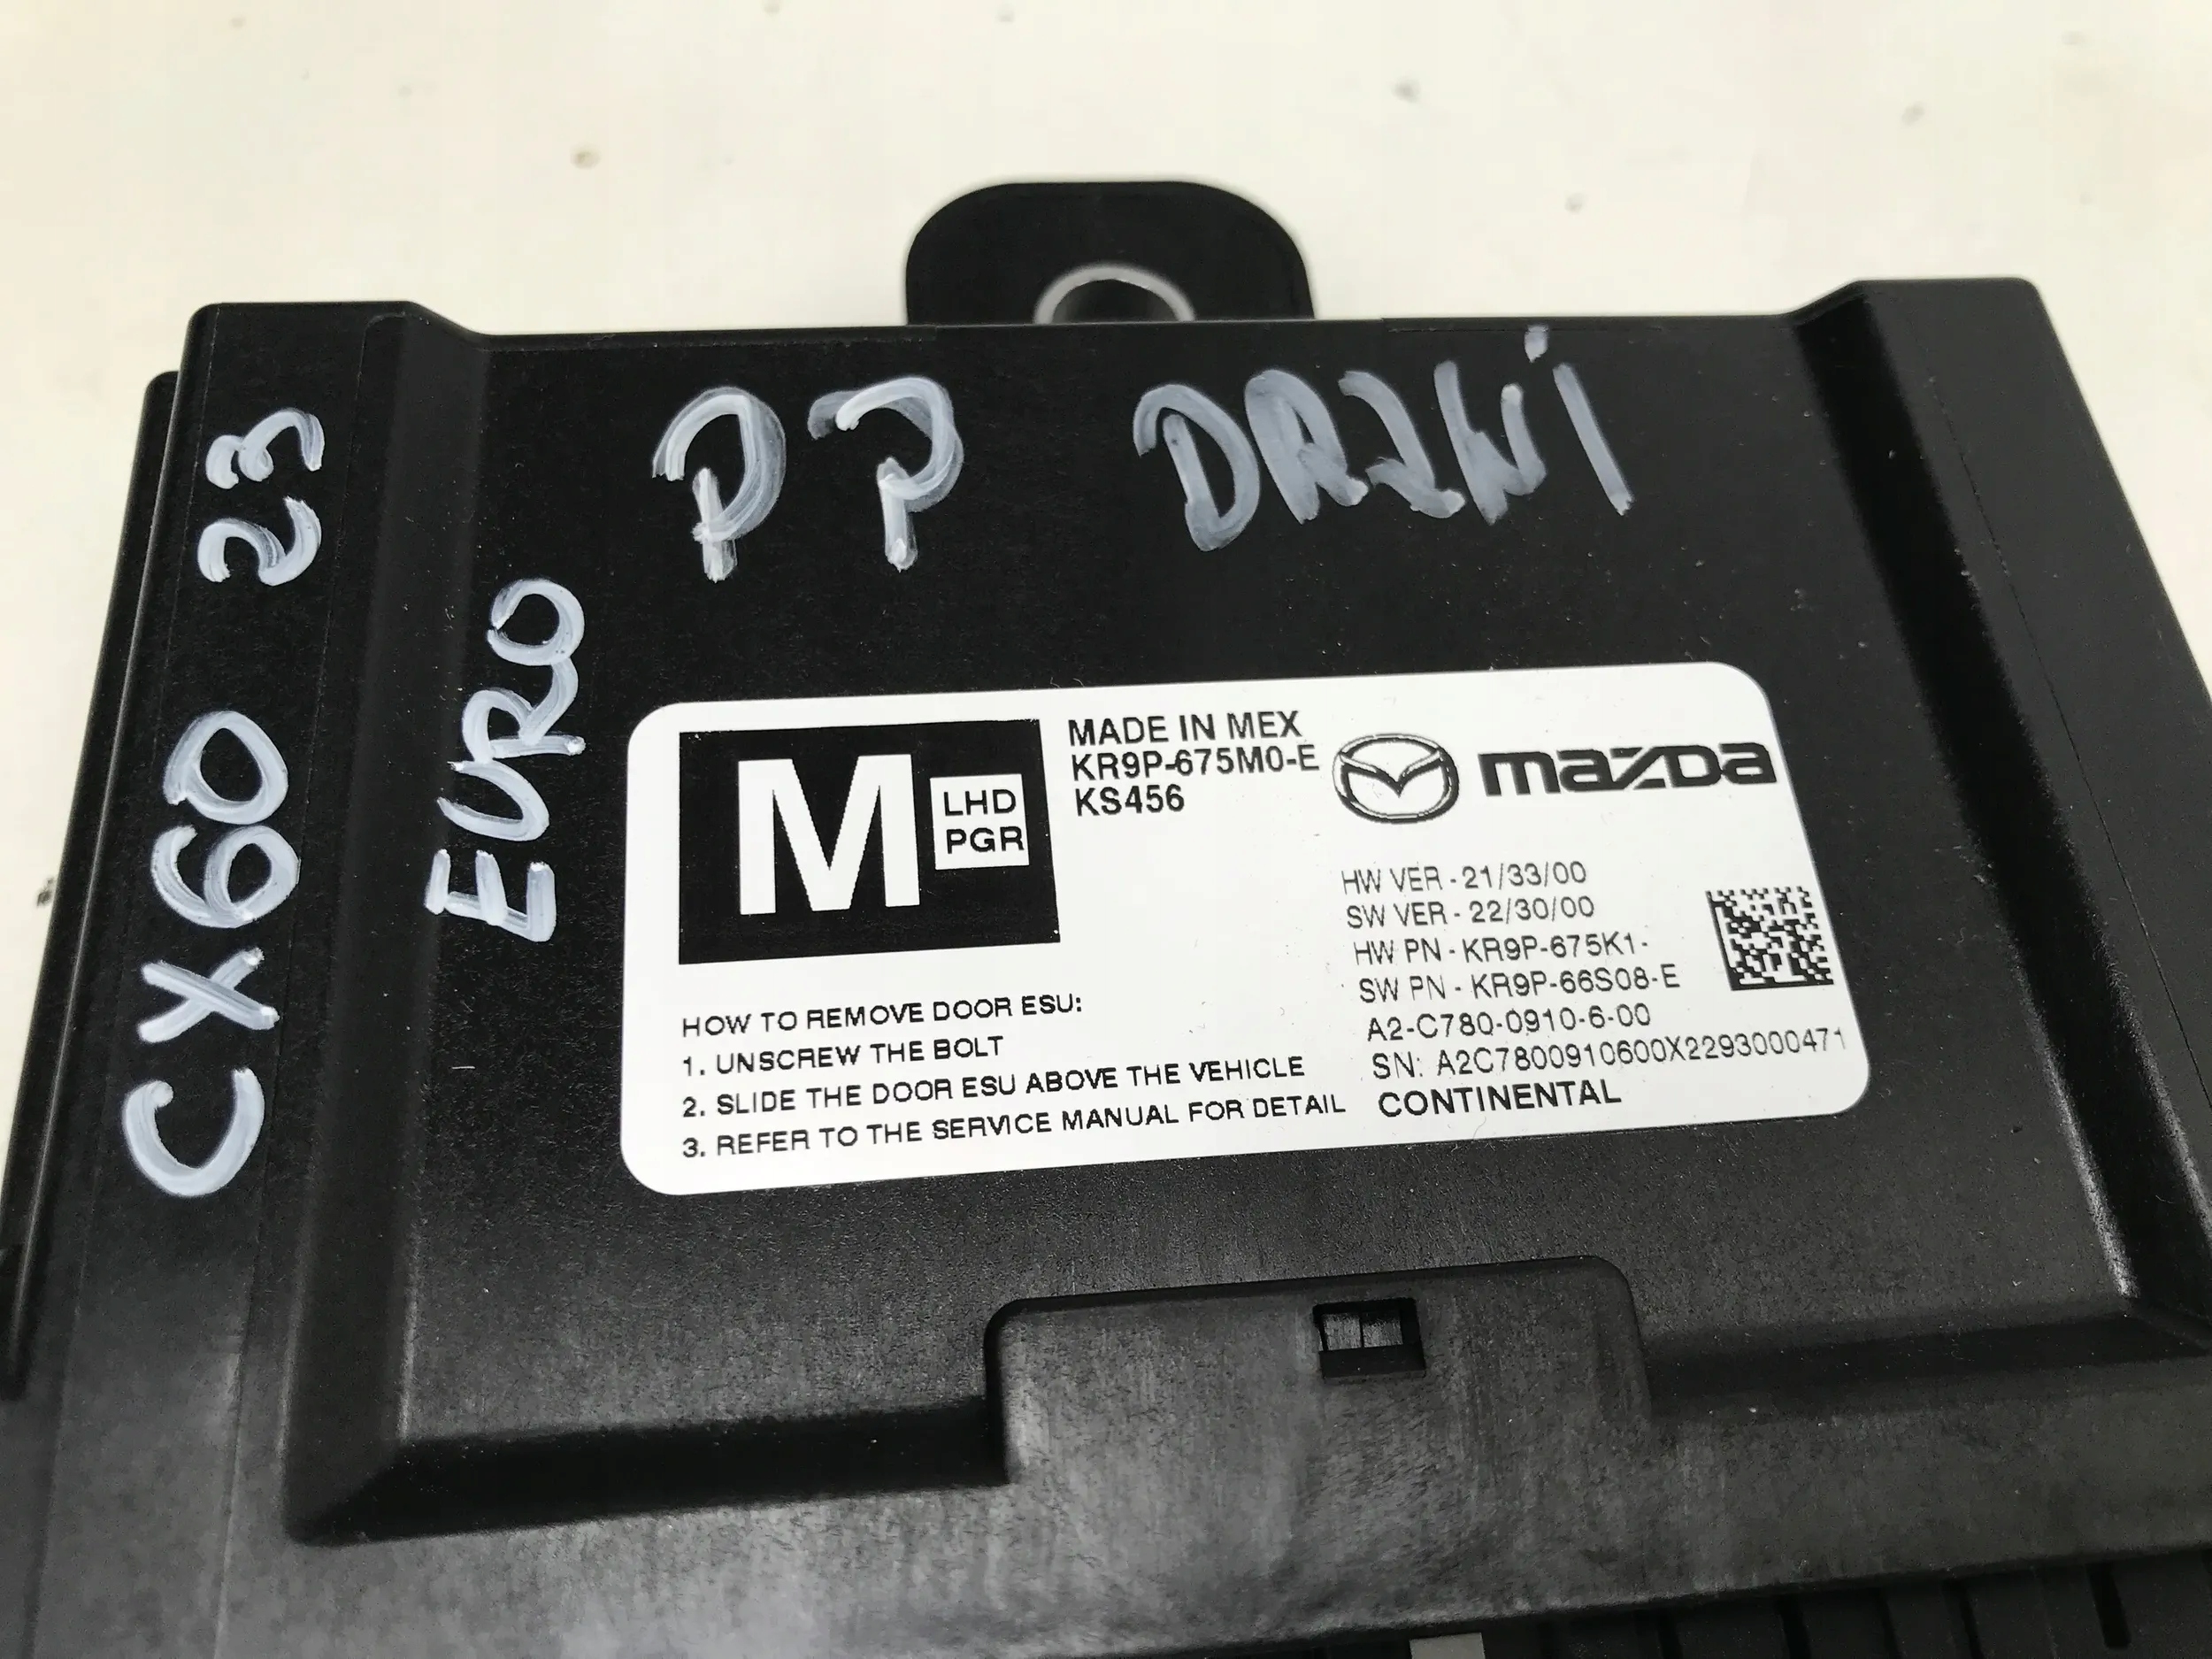 CX60 23
EURO
PP DRZWI
M
LHD
PGR
MADE IN MEX
KR9P-675M0-E
KS456
mazda
HW VER - 21/33/00
SW VER - 22/30/00
HW PN - KR9P-675K1-
SW PN - KR9P-66S08-E
A2-C780-0910-6-00
SN: A2C7800910600X2293000471
CONTINENTAL
HOW TO REMOVE DOOR ESU:
1. UNSCREW THE BOLT
2. SLIDE THE DOOR ESU ABOVE THE VEHICLE
3. REFER TO THE SERVICE MANUAL FOR DETAIL